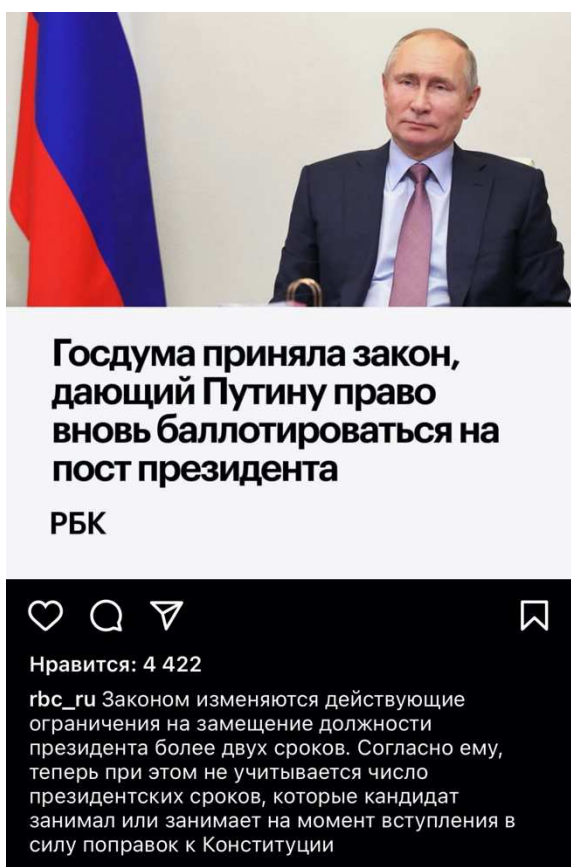 Госдума приняла закон,
дающий Путину право
вновь баллотироваться на
пост президента
РБК
Нравится: 4 422
rbc_ru Законом изменяются действующие
ограничения на замещение должности
президента более двух сроков. Согласно ему,
теперь при этом не учитывается число
президентских сроков, которые кандидат
занимал или занимает на момент вступления в
силу поправок к Конституции